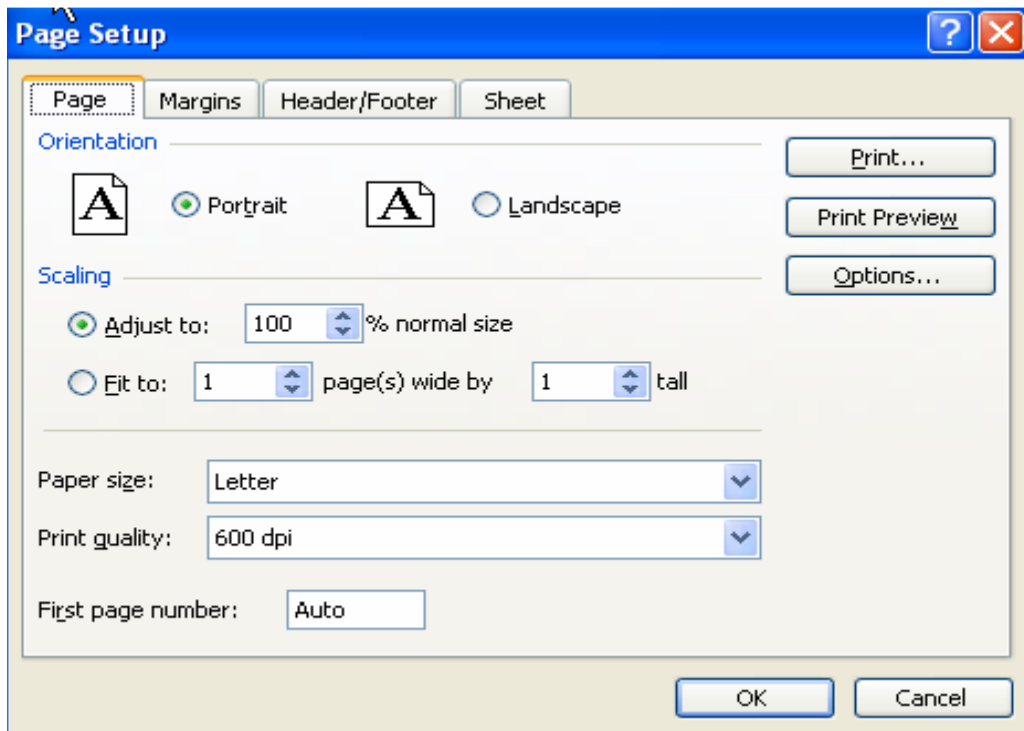 Page Setup
Page Margins Header/Footer Sheet
Orientation
A Portrait A Landscape
Print...
Print Preview
Options...
Scaling
Adjust to: 100 % normal size
Fit to: 1 page(s) wide by 1 tall
Paper size: Letter
Print quality: 600 dpi
First page number: Auto
OK Cancel